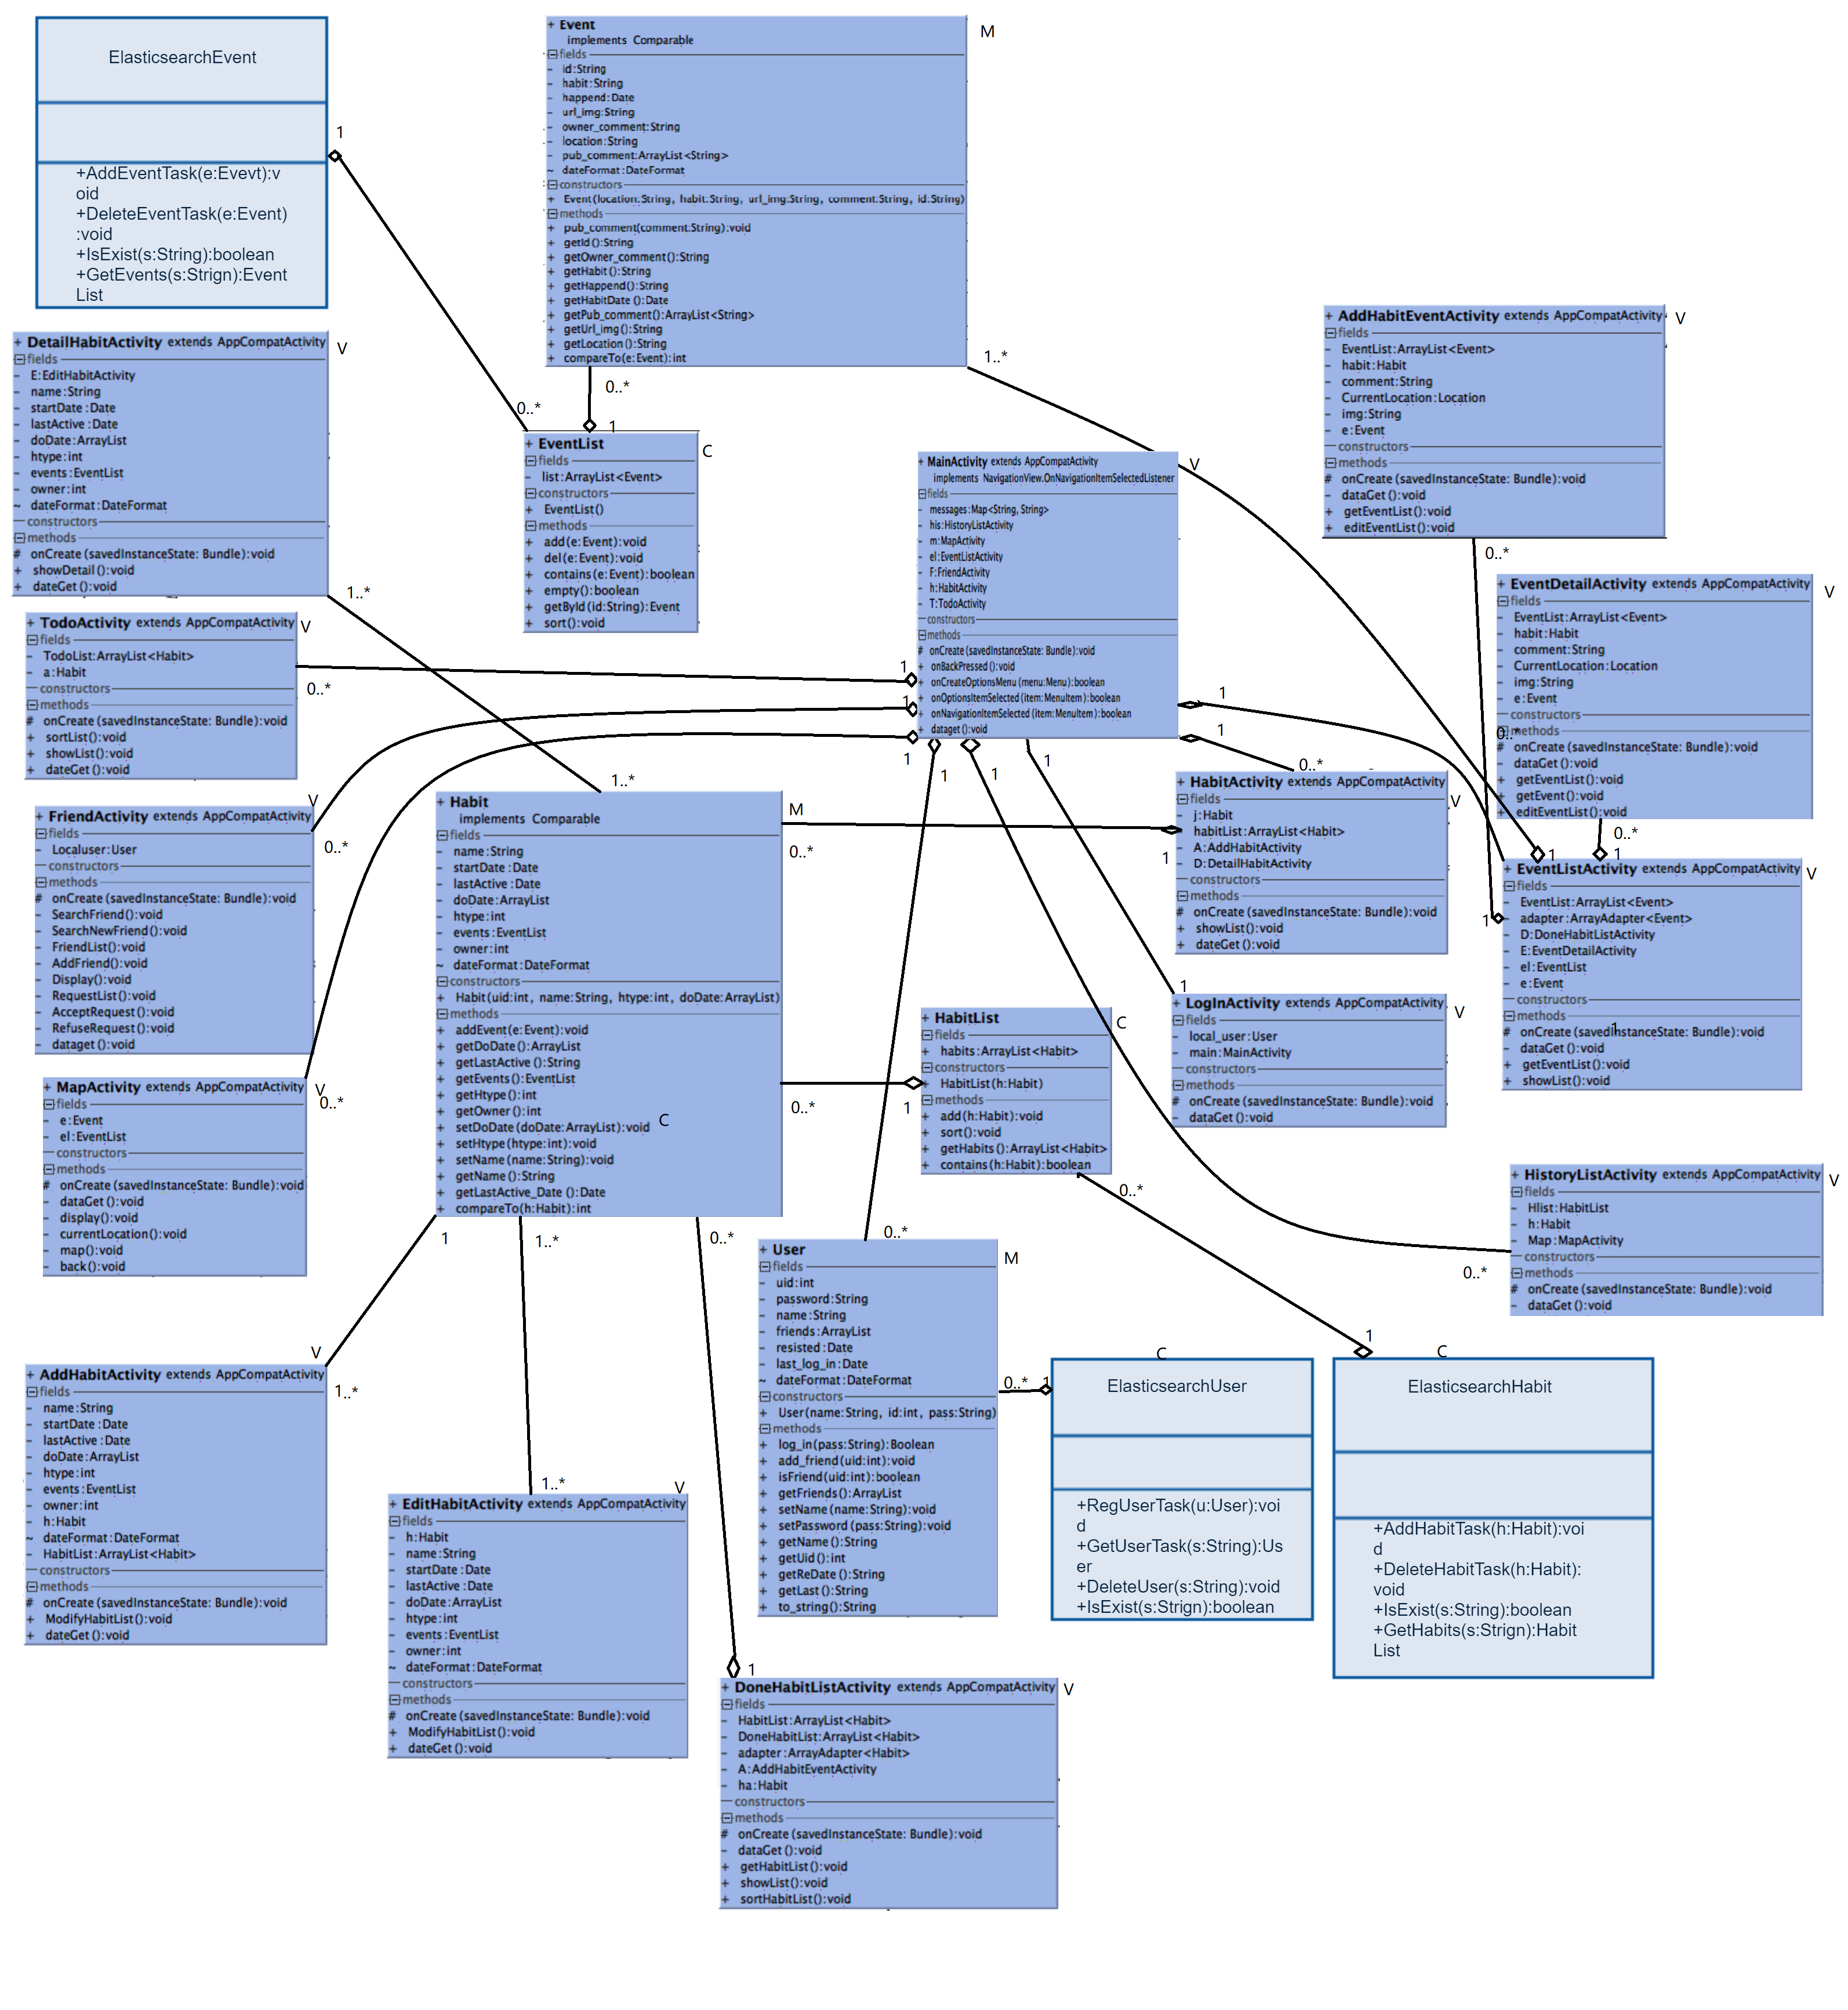 ElasticsearchEvent
+AddEventTask(e:Evevt):v
oid
+DeleteEventTask(e:Event)
:void
+IsExist(s:String):boolean
+GetEvents(s:Strign):Event
List
1
0..*
+ Event
implements Comparable
fields
- id:String
- habit:String
- happend:Date
- url_img:String
- owner_comment:String
- location:String
- pub_comment:ArrayList<String>
~ dateFormat:DateFormat
constructors
+ Event(location:String, habit:String, url_img:String, comment:String, id:String)
methods
+ pub_comment(comment:String):void
+ getId():String
+ getOwner_comment():String
+ getHabit():String
+ getHappend():String
+ getHabitDate():Date
+ getPub_comment():ArrayList<String>
+ getUrl_img():String
+ getLocation():String
+ compareTo(e:Event):int
M
1..*
0..*
1
+ DetailHabitActivity extends AppCompatActivity
fields
- E:EditHabitActivity
- name:String
- startDate:Date
- lastActive:Date
- doDate:ArrayList
- htype:int
- events:EventList
- owner:int
~ dateFormat:DateFormat
constructors
methods
# onCreate(savedInstanceState: Bundle):void
+ showDetail():void
+ dateGet():void
V
1..*
+ EventList
fields
- list:ArrayList<Event>
constructors
+ EventList()
methods
+ add(e:Event):void
+ del(e:Event):void
+ contains(e:Event):boolean
+ empty():boolean
+ getById(id:String):Event
+ sort():void
C
+ MainActivity extends AppCompatActivity
implements NavigationView.OnNavigationItemSelectedListener
fields
- messages:Map<String, String>
- his:HistoryListActivity
- m:MapActivity
- el:EventListActivity
- F:FriendActivity
- h:HabitActivity
- T:TodoActivity
constructors
methods
# onCreate(savedInstanceState: Bundle):void
+ onBackPressed():void
+ onCreateOptionsMenu(menu:Menu):boolean
+ onOptionsItemSelected(item:MenuItem):boolean
+ onNavigationItemSelected(item:MenuItem):boolean
+ dataget():void
V
1
1
1
1
1
1
1
1
+ AddHabitEventActivity extends AppCompatActivity
fields
- EventList:ArrayList<Event>
- habit:Habit
- comment:String
- CurrentLocation:Location
- img:String
- e:Event
constructors
methods
# onCreate(savedInstanceState: Bundle):void
- dataGet():void
+ getEventList():void
+ editEventList():void
V
0..*
+ EventDetailActivity extends AppCompatActivity
fields
- EventList:ArrayList<Event>
- habit:Habit
- comment:String
- CurrentLocation:Location
- img:String
- e:Event
constructors
methods
# onCreate(savedInstanceState: Bundle):void
- dataGet():void
+ getEventList():void
+ getEvent():void
+ editEventList():void
V
0..*
0..*
1
1
+ TodoActivity extends AppCompatActivity
fields
- TodoList:ArrayList<Habit>
- a:Habit
constructors
methods
# onCreate(savedInstanceState: Bundle):void
+ sortList():void
+ showList():void
+ dateGet():void
V
0..*
+ FriendActivity extends AppCompatActivity
fields
- Localuser:User
constructors
methods
# onCreate(savedInstanceState: Bundle):void
- SearchFriend():void
- SearchNewFriend():void
- FriendList():void
- AddFriend():void
- Display():void
- RequestList():void
- AcceptRequest():void
- RefuseRequest():void
- dataget():void
V
0..*
+ Habit
implements Comparable
fields
- name:String
- startDate:Date
- lastActive:Date
- doDate:ArrayList
- htype:int
- events:EventList
- owner:int
~ dateFormat:DateFormat
constructors
+ Habit(uid:int, name:String, htype:int, doDate:ArrayList)
methods
+ addEvent(e:Event):void
+ getDoDate():ArrayList
+ getLastActive():String
+ getEvents():EventList
+ getHtype():int
+ getOwner():int
+ setDoDate(doDate:ArrayList):void
+ setHtype(htype:int):void
+ setName(name:String):void
+ getName():String
+ getLastActive_Date():Date
+ compareTo(h:Habit):int
C
M
1..*
0..*
0..*
1
1..*
0..*
+ HabitActivity extends AppCompatActivity
fields
- j:Habit
- habitList:ArrayList<Habit>
- A:AddHabitActivity
- D:DetailHabitActivity
constructors
methods
# onCreate(savedInstanceState: Bundle):void
+ showList():void
+ dateGet():void
V
0..*
1
+ EventListActivity extends AppCompatActivity
fields
- EventList:ArrayList<Event>
- adapter:ArrayAdapter<Event>
- D:DoneHabitListActivity
- E:EventDetailActivity
- el:EventList
- e:Event
constructors
methods
# onCreate(savedInstanceState: Bundle):void
- dataGet():void
+ getEventList():void
+ showList():void
V
1
1
+ MapActivity extends AppCompatActivity
fields
- e:Event
- el:EventList
constructors
methods
# onCreate(savedInstanceState: Bundle):void
- dataGet():void
- display():void
- currentLocation():void
- map():void
- back():void
V
0..*
+ HabitList
fields
+ habits:ArrayList<Habit>
constructors
+ HabitList(h:Habit)
methods
+ add(h:Habit):void
+ sort():void
+ getHabits():ArrayList<Habit>
+ contains(h:Habit):boolean
C
1
0..*
+ LogInActivity extends AppCompatActivity
fields
- local_user:User
- main:MainActivity
constructors
methods
# onCreate(savedInstanceState: Bundle):void
- dataGet():void
V
1
+ HistoryListActivity extends AppCompatActivity
fields
- Hlist:HabitList
- h:Habit
- Map:MapActivity
constructors
methods
# onCreate(savedInstanceState: Bundle):void
- dataGet():void
V
0..*
+ User
fields
- uid:int
- password:String
- name:String
- friends:ArrayList
- resisted:Date
- last_log_in:Date
~ dateFormat:DateFormat
constructors
+ User(name:String, id:int, pass:String)
methods
+ log_in(pass:String):Boolean
+ add_friend(uid:int):void
+ isFriend(uid:int):boolean
+ getFriends():ArrayList
+ setName(name:String):void
+ setPassword(pass:String):void
+ getName():String
+ getUid():int
+ getReDate():String
+ getLast():String
+ to_string():String
M
0..*
0..*
1
C
ElasticsearchUser
+RegUserTask(u:User):voi
d
+GetUserTask(s:String):Us
er
+DeleteUser(s:String):void
+IsExist(s:Strign):boolean
1
C
ElasticsearchHabit
+AddHabitTask(h:Habit):voi
d
+DeleteHabitTask(h:Habit):
void
+IsExist(s:String):boolean
+GetHabits(s:Strign):Habit
List
+ AddHabitActivity extends AppCompatActivity
fields
- name:String
- startDate:Date
- lastActive:Date
- doDate:ArrayList
- htype:int
- events:EventList
- owner:int
- h:Habit
~ dateFormat:DateFormat
- HabitList:ArrayList<Habit>
constructors
methods
# onCreate(savedInstanceState: Bundle):void
+ ModifyHabitList():void
+ dateGet():void
V
1..*
+ EditHabitActivity extends AppCompatActivity
fields
- h:Habit
- name:String
- startDate:Date
- lastActive:Date
- doDate:ArrayList
- htype:int
- events:EventList
- owner:int
~ dateFormat:DateFormat
constructors
methods
# onCreate(savedInstanceState: Bundle):void
+ ModifyHabitList():void
+ dateGet():void
V
1..*
+ DoneHabitListActivity extends AppCompatActivity
fields
- HabitList:ArrayList<Habit>
- DoneHabitList:ArrayList<Habit>
- adapter:ArrayAdapter<Habit>
- A:AddHabitEventActivity
- ha:Habit
constructors
methods
# onCreate(savedInstanceState: Bundle):void
- dataGet():void
+ getHabitList():void
+ showList():void
+ sortHabitList():void
V
1